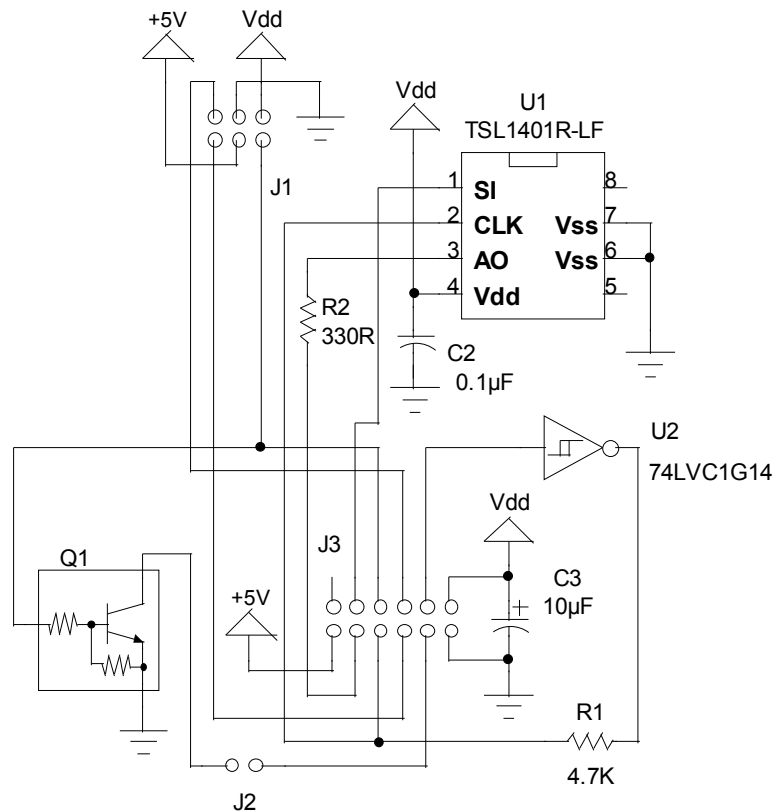 +5V
Vdd
J1
Vdd
U1
TSL1401R-LF
1
SI
8
2
CLK
Vss
7
3
AO
Vss
6
4
Vdd
5
R2
330R
C2
0.1µF
U2
74LVC1G14
Vdd
J3
C3
10µF
+
Q1
+5V
R1
4.7K
J2